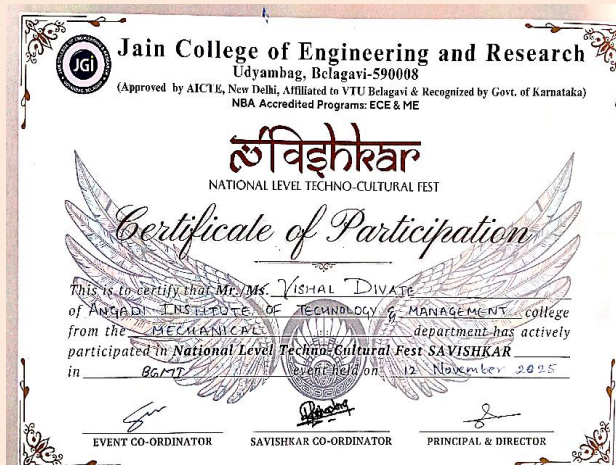 JGi
Jain College of Engineering and Research
Udyambag, Belagavi-590008
(Approved by AICTE, New Delhi, Affiliated to VTU Belagavi & Recognized by Govt. of Karnataka)
NBA Accredited Programs: ECE & ME
NATIONAL LEVEL TECHNO-CULTURAL FEST
Certificate of Participation
This is to certify that Mr./Ms. VISHAL DIVATE
of ANGADI INSTITUTE OF TECHNOLOGY & MANAGEMENT college
from the MECHANICAL department has actively
participated in National Level Techno-Cultural Fest SAVISHKAR
in BGMT event held on 12 November 2025
EVENT CO-ORDINATOR SAVISHKAR CO-ORDINATOR PRINCIPAL & DIRECTOR